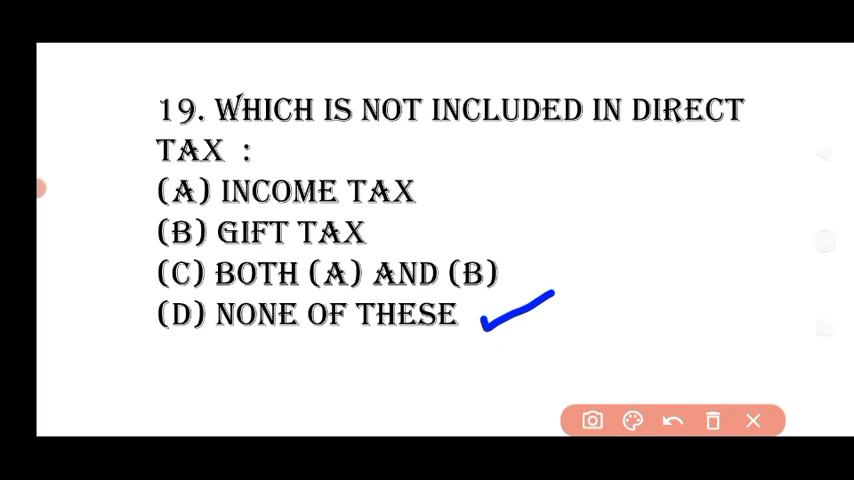 19. WHICH IS NOT INCLUDED IN DIRECT
TAX :
(A) INCOME TAX
(B) GIFT TAX
(C) BOTH (A) AND (B)
(D) NONE OF THESE